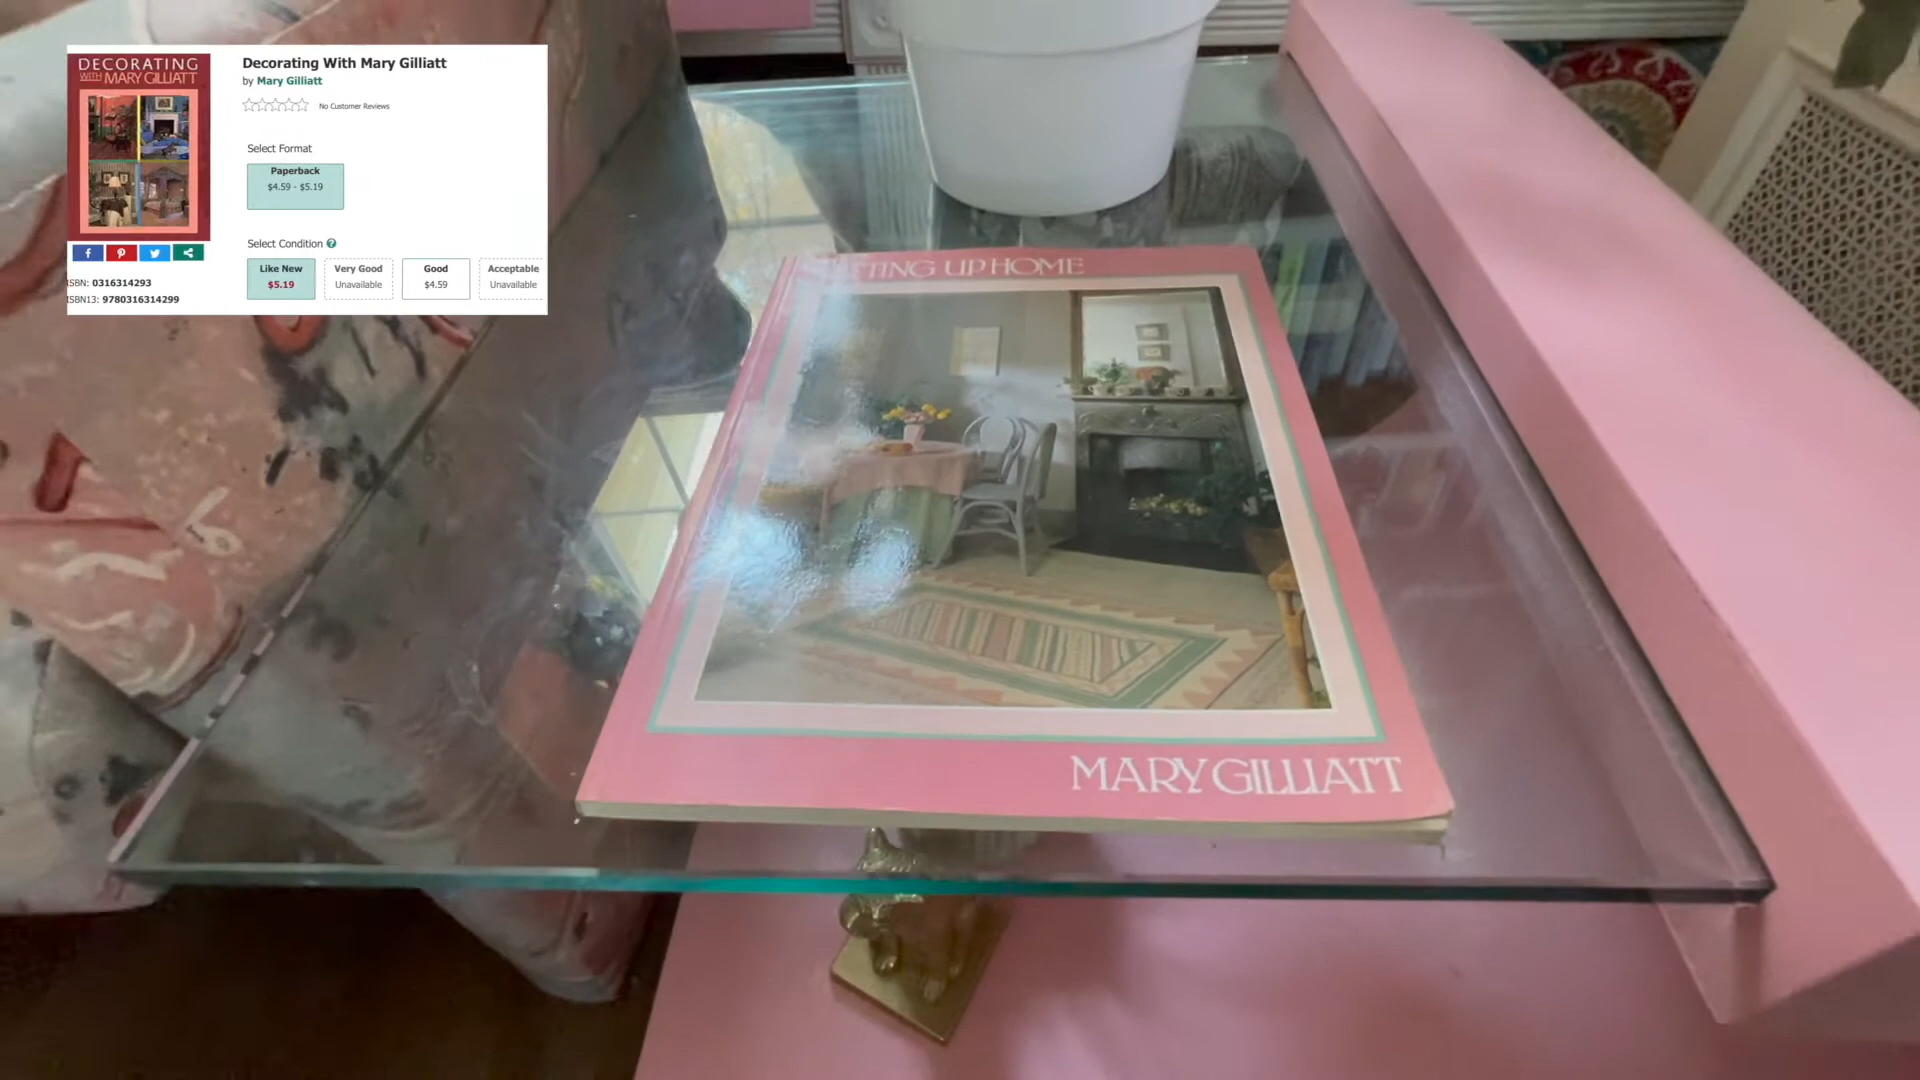 DECORATING
WITH MARY GILLIATT
Decorating With Mary Gilliatt
by Mary Gilliatt
No Customer Reviews
Select Format
Paperback
$4.59 - $5.19
Select Condition ?
Like New
$5.19
Very Good
Unavailable
Good
$4.59
Acceptable
Unavailable
ISBN: 0316314293
ISBN13: 9780316314299
TING UP HOME
MARY GILLIATT